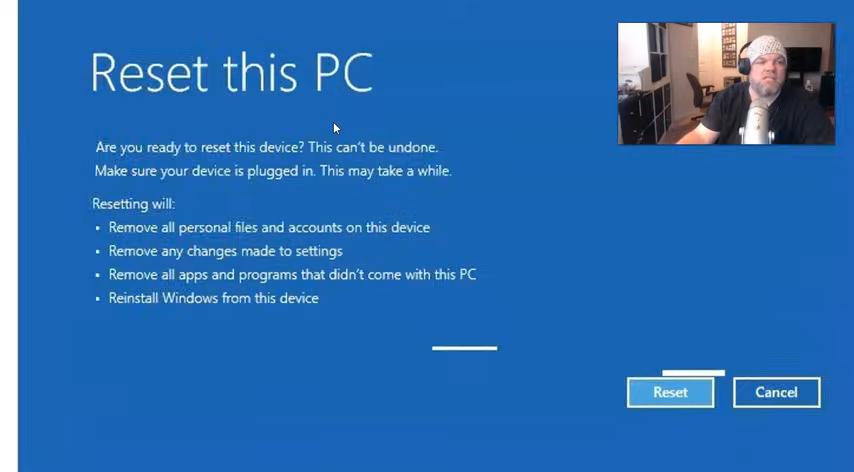 Reset this PC
Are you ready to reset this device? This can't be undone.
Make sure your device is plugged in. This may take a while.
Resetting will:
• Remove all personal files and accounts on this device
• Remove any changes made to settings
• Remove all apps and programs that didn't come with this PC
• Reinstall Windows from this device
Reset
Cancel